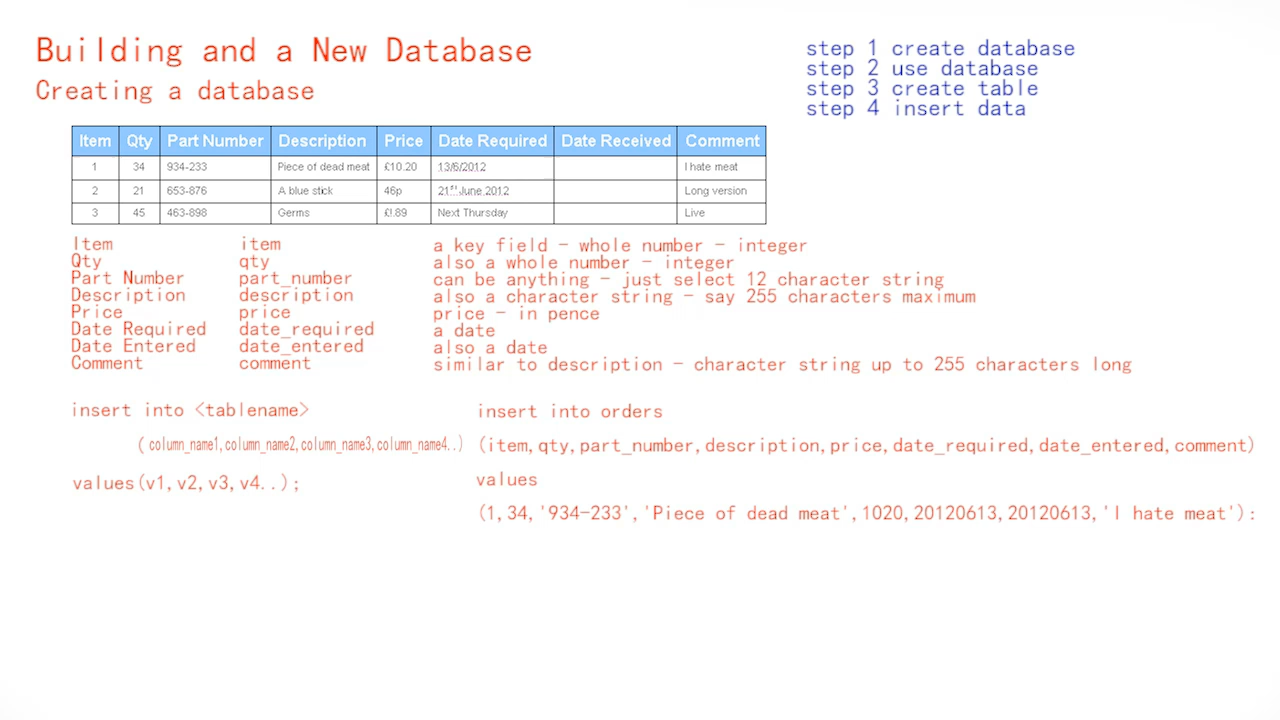 Building and a New Database
Creating a database
step 1 create database
step 2 use database
step 3 create table
step 4 insert data
Item Qty Part Number Description Price Date Required Date Received Comment
1 34 934-233 Piece of dead meat £10.20 13/6/2012 I hate meat
2 21 653-876 A blue stick 46p 21st June 2012 Long version
3 45 463-898 Germs £!.89 Next Thursday Live
Item item a key field - whole number - integer
Qty qty also a whole number - integer
Part Number part_number can be anything - just select 12 character string
Description description also a character string - say 255 characters maximum
Price price price - in pence
Date Required date_required a date
Date Entered date_entered also a date
Comment comment similar to description - character string up to 255 characters long
insert into <tablename>
(column_name1,column_name2,column_name3,column_name4..)
values(v1,v2,v3,v4..);
insert into orders
(item,qty,part_number,description,price,date_required,date_entered,comment)
values
(1,34,'934-233','Piece of dead meat',1020,20120613,20120613,'I hate meat'):